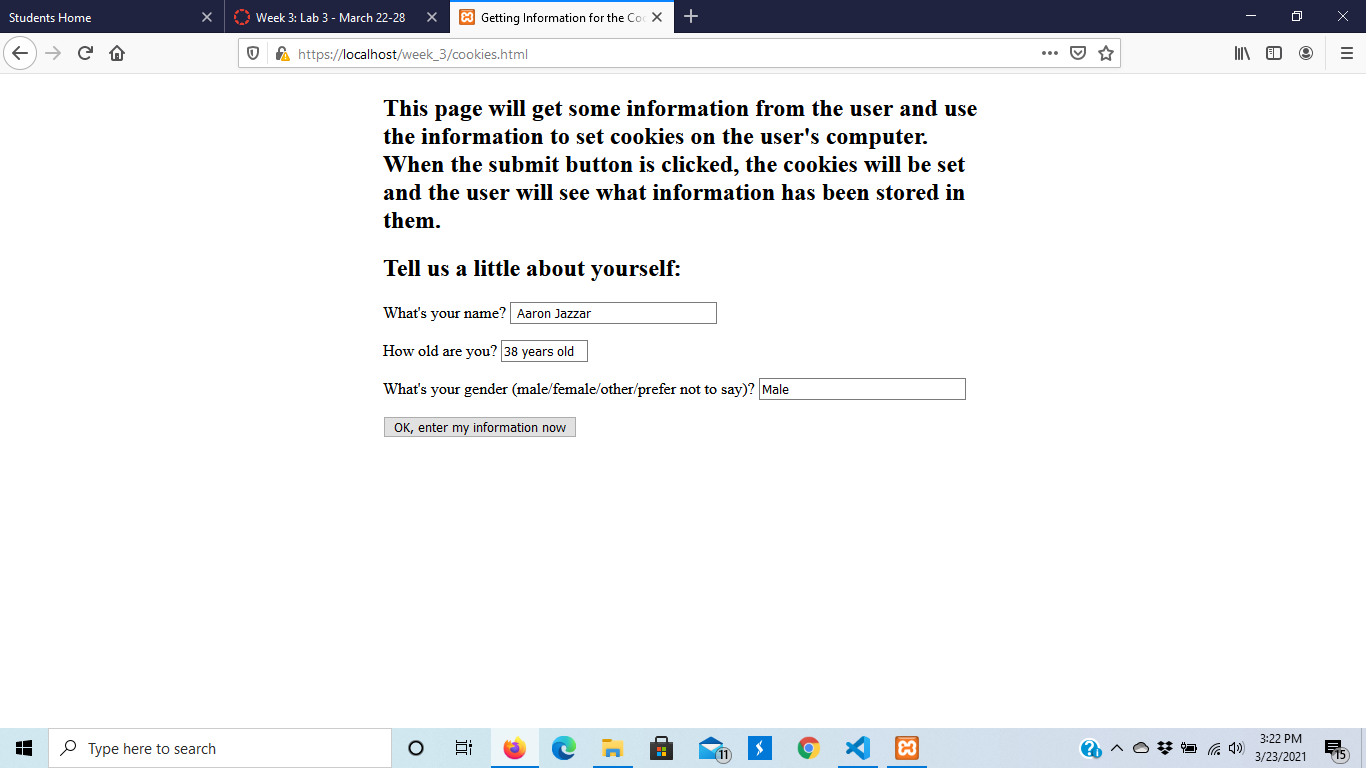 Students Home
Week 3: Lab 3 - March 22-28
Getting Information for the Coo
https://localhost/week_3/cookies.html
This page will get some information from the user and use
the information to set cookies on the user's computer.
When the submit button is clicked, the cookies will be set
and the user will see what information has been stored in
them.
Tell us a little about yourself:
What's your name? Aaron Jazzar
How old are you? 38 years old
What's your gender (male/female/other/prefer not to say)? Male
OK, enter my information now
Type here to search
11
3:22 PM
3/23/2021
15